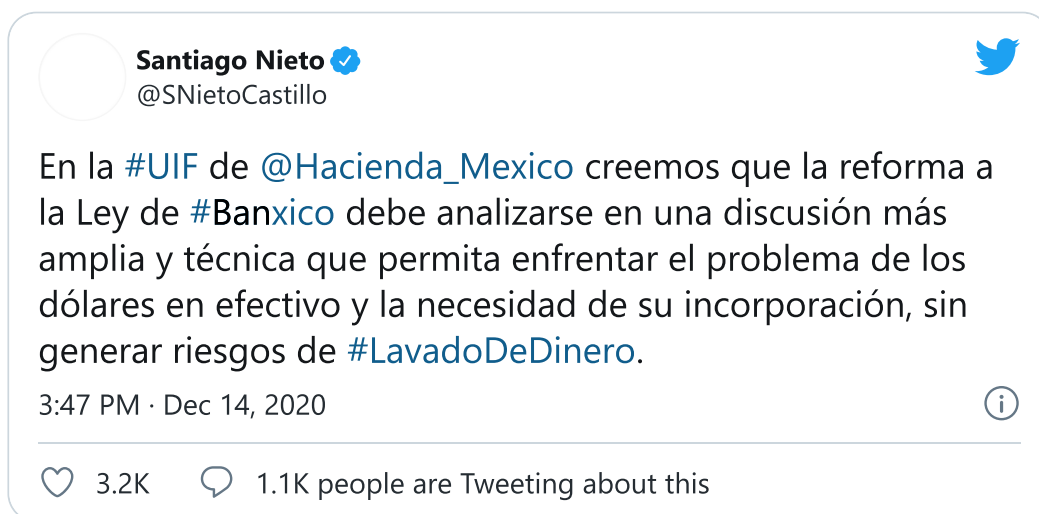 Santiago Nieto
@SNietoCastillo
En la #UIF de @Hacienda_Mexico creemos que la reforma a
la Ley de #Banxico debe analizarse en una discusión más
amplia y técnica que permita enfrentar el problema de los
dólares en efectivo y la necesidad de su incorporación, sin
generar riesgos de #LavadoDeDinero.
3:47 PM · Dec 14, 2020
3.2K 1.1K people are Tweeting about this